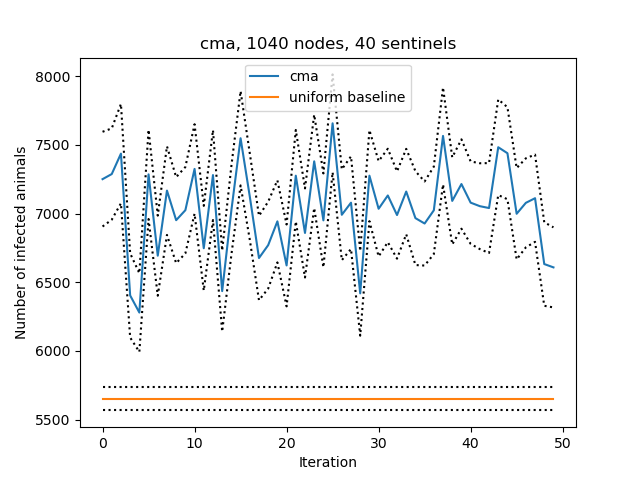 cma, 1040 nodes, 40 sentinels
cma
uniform baseline
Number of infected animals
8000
7500
7000
6500
6000
5500
0
10
20
30
40
50
Iteration